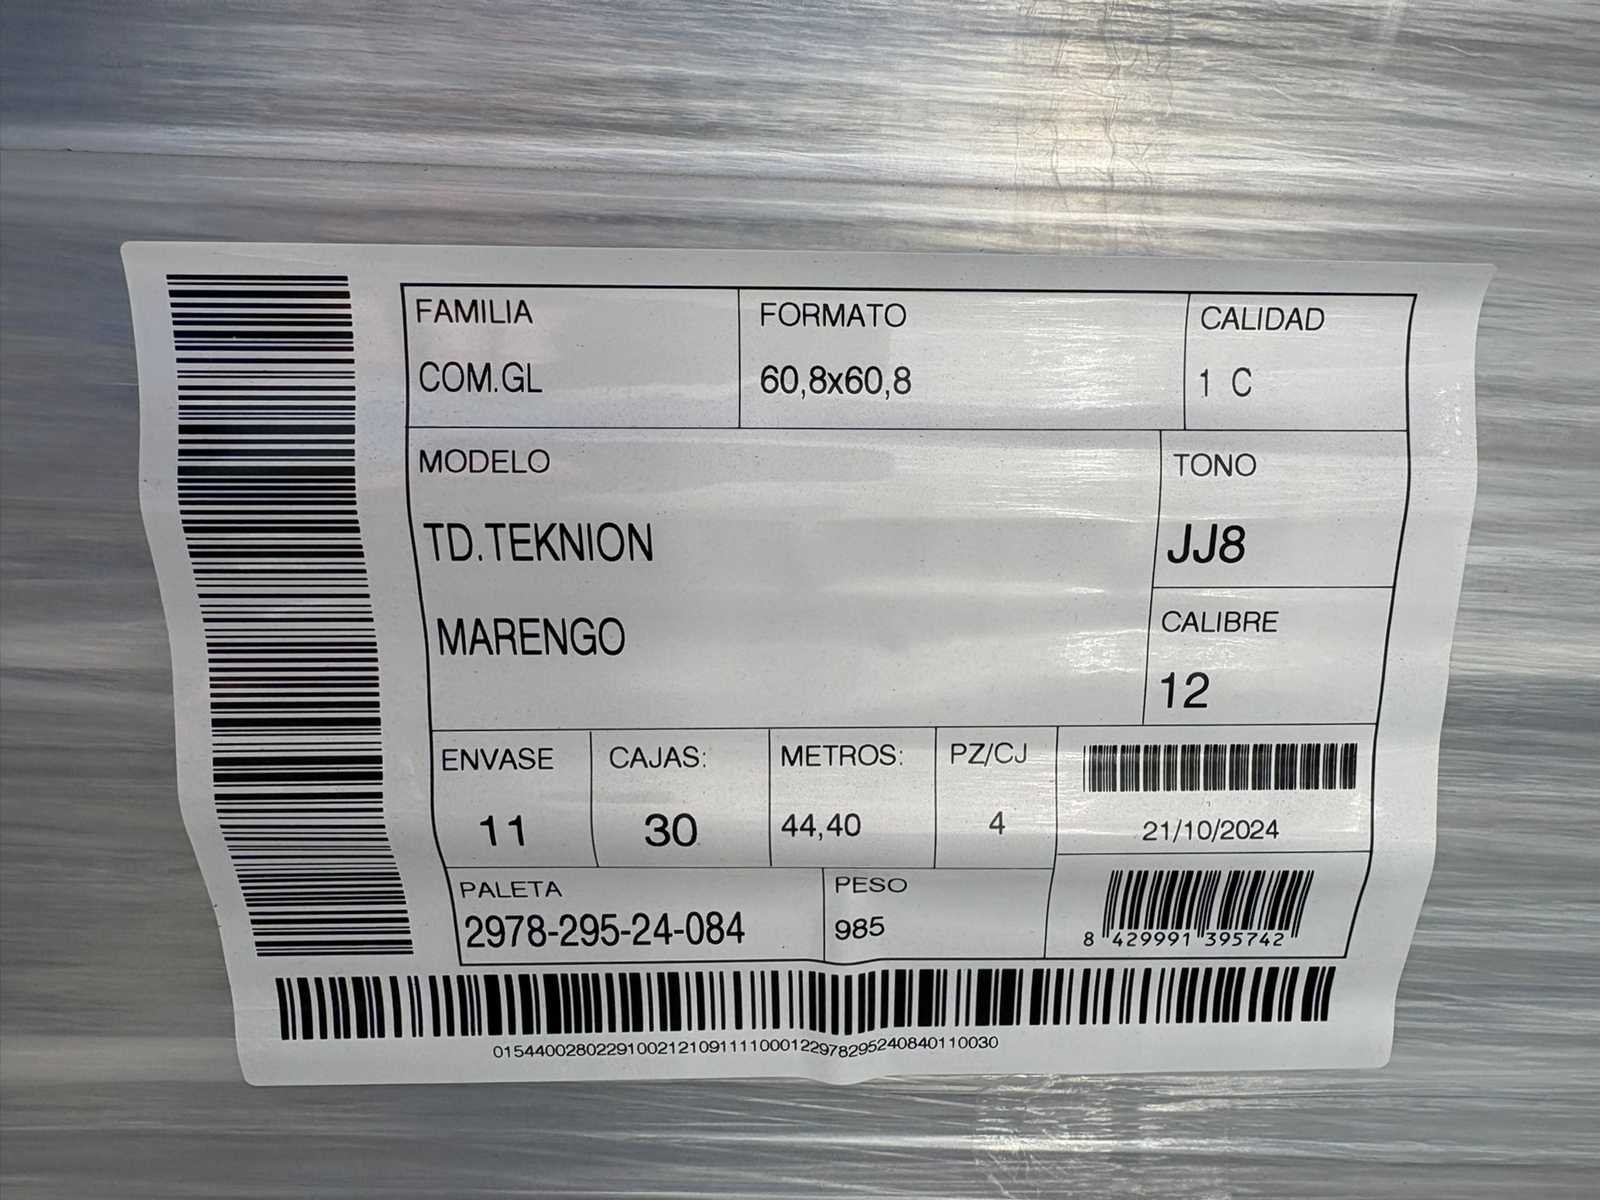 FAMILIA
COM.GL
FORMATO
60,8x60,8
CALIDAD
1 C
MODELO
TD.TEKNION
MARENGO
TONO
JJ8
CALIBRE
12
ENVASE
11
CAJAS:
30
METROS:
44,40
PZ/CJ
4
21/10/2024
PALETA
2978-295-24-084
PESO
985
8 429991 395742
01544002802291002121091111000122978295240840110030